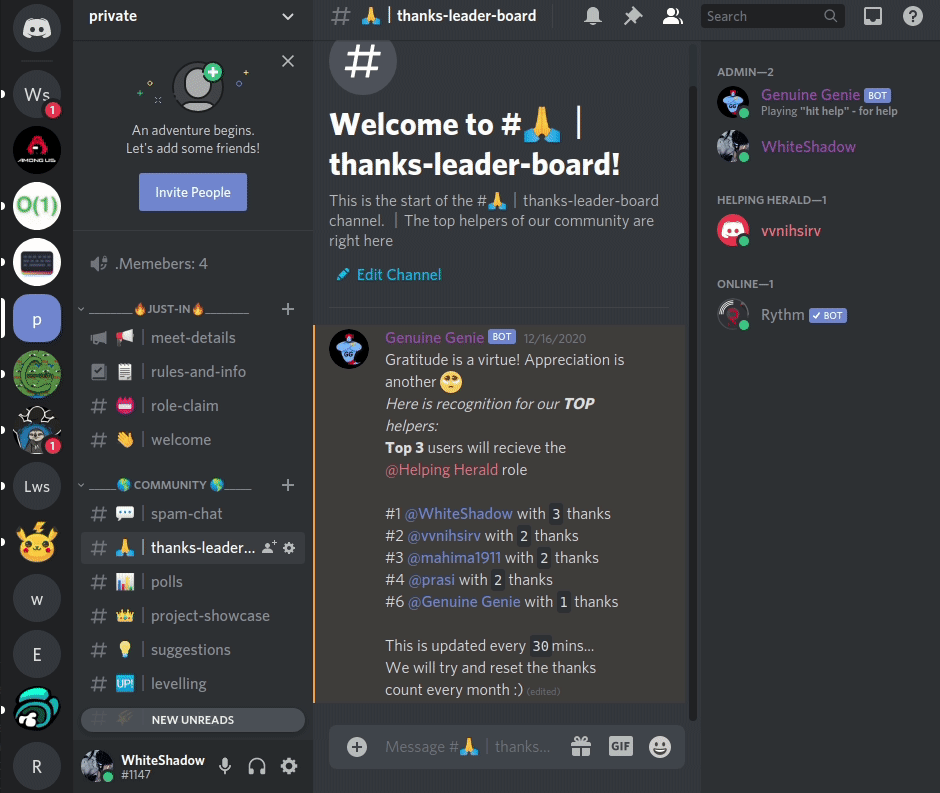 private
# 🙏 | thanks-leader-board
Search
Ws
1
AMONG US
O(1)
p
1
Lws
w
E
R
An adventure begins.
Let's add some friends!
Invite People
.Memebers: 4
______🔥JUST-IN🔥______
📢 | meet-details
🗒️ | rules-and-info
# 📛 | role-claim
# 👋 | welcome
____🌎 COMMUNITY 🌎____
# 💬 | spam-chat
# 🙏 | thanks-leader...
# 📊 | polls
# 👑 | project-showcase
# 💡 | suggestions
# 🆙 | levelling
NEW UNREADS
WhiteShadow
#1147
#
Welcome to #🙏 |
thanks-leader-board!
This is the start of the #🙏 | thanks-leader-board
channel. | The top helpers of our community are
right here
Edit Channel
Genuine Genie BOT 12/16/2020
GG
Gratitude is a virtue! Appreciation is
another 🥺
Here is recognition for our TOP
helpers:
Top 3 users will recieve the
@Helping Herald role
#1 @WhiteShadow with 3 thanks
#2 @vvnihsirv with 2 thanks
#3 @mahima1911 with 2 thanks
#4 @prasi with 2 thanks
#6 @Genuine Genie with 1 thanks
This is updated every 30 mins...
We will try and reset the thanks
count every month :) (edited)
Message #🙏 | thanks...
GIF
ADMIN—2
Genuine Genie BOT
Playing "hit help" - for help
WhiteShadow
HELPING HERALD—1
vvnihsirv
ONLINE—1
Rythm ✓ BOT